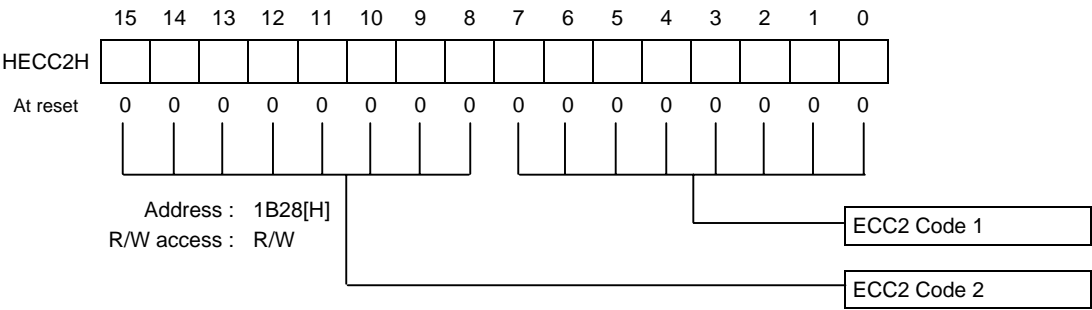 15 14 13 12 11 10 9 8 7 6 5 4 3 2 1 0
HECC2H
At reset 0 0 0 0 0 0 0 0 0 0 0 0 0 0 0 0
Address : 1B28[H]
R/W access : R/W
ECC2 Code 1
ECC2 Code 2